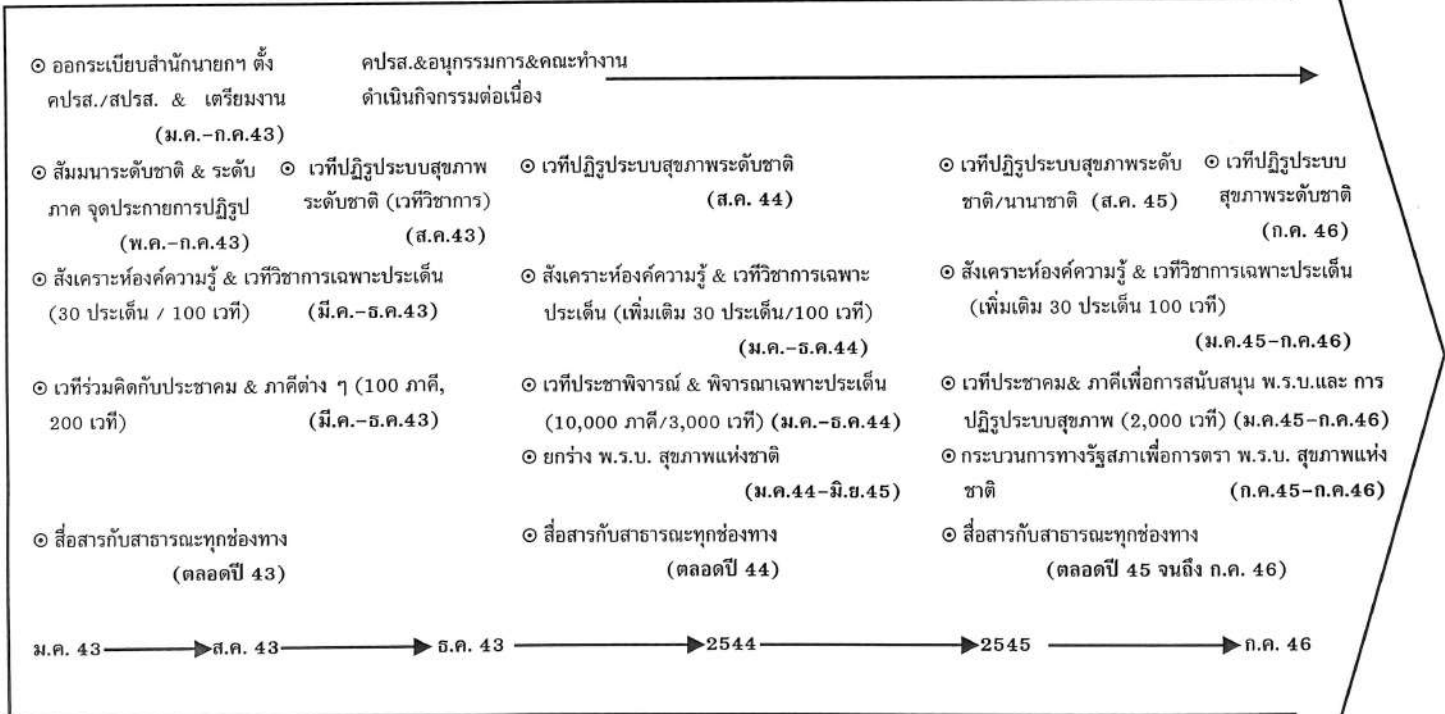 ⊙ ออกระเบียบสำนักนายกฯ ตั้ง
คปรส./สปรส. & เตรียมงาน
(ม.ค.-ก.ค.43)
คปรส.&อนุกรรมการ&คณะทำงาน
ดำเนินกิจกรรมต่อเนื่อง
⊙ สัมมนาระดับชาติ & ระดับ
ภาค จุดประกายการปฏิรูป
(พ.ค.-ก.ค.43)
⊙ เวทีปฏิรูประบบสุขภาพ
ระดับชาติ (เวทีวิชาการ)
(ส.ค.43)
⊙ เวทีปฏิรูประบบสุขภาพระดับชาติ
(ส.ค. 44)
⊙ เวทีปฏิรูประบบสุขภาพระดับ
ชาติ/นานาชาติ (ส.ค. 45)
⊙ เวทีปฏิรูประบบ
สุขภาพระดับชาติ
(ก.ค. 46)
⊙ สังเคราะห์องค์ความรู้ & เวทีวิชาการเฉพาะประเด็น
(30 ประเด็น / 100 เวที) (มี.ค.-ธ.ค.43)
⊙ สังเคราะห์องค์ความรู้ & เวทีวิชาการเฉพาะ
ประเด็น (เพิ่มเติม 30 ประเด็น/100 เวที)
(ม.ค.-ธ.ค.44)
⊙ สังเคราะห์องค์ความรู้ & เวทีวิชาการเฉพาะประเด็น
(เพิ่มเติม 30 ประเด็น 100 เวที)
(ม.ค.45-ก.ค.46)
⊙ เวทีร่วมคิดกับประชาคม & ภาคีต่าง ๆ (100 ภาคี,
200 เวที) (มี.ค.-ธ.ค.43)
⊙ เวทีประชาพิจารณ์ & พิจารณาเฉพาะประเด็น
(10,000 ภาคี/3,000 เวที) (ม.ค.-ธ.ค.44)
⊙ ยกร่าง พ.ร.บ. สุขภาพแห่งชาติ
(ม.ค.44-มิ.ย.45)
⊙ เวทีประชาคม& ภาคีเพื่อการสนับสนุน พ.ร.บ.และ การ
ปฏิรูประบบสุขภาพ (2,000 เวที) (ม.ค.45-ก.ค.46)
⊙ กระบวนการทางรัฐสภาเพื่อการตรา พ.ร.บ. สุขภาพแห่ง
ชาติ (ก.ค.45-ก.ค.46)
⊙ สื่อสารกับสาธารณะทุกช่องทาง
(ตลอดปี 43)
⊙ สื่อสารกับสาธารณะทุกช่องทาง
(ตลอดปี 44)
⊙ สื่อสารกับสาธารณะทุกช่องทาง
(ตลอดปี 45 จนถึง ก.ค. 46)
ม.ค. 43 ส.ค. 43 ธ.ค. 43 2544 2545 ก.ค. 46